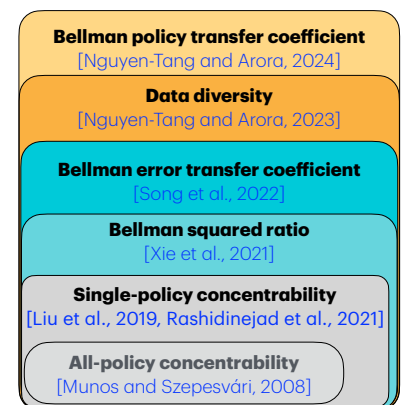 Bellman policy transfer coefficient
[Nguyen-Tang and Arora, 2024]
Data diversity
[Nguyen-Tang and Arora, 2023]
Bellman error transfer coefficient
[Song et al., 2022]
Bellman squared ratio
[Xie et al., 2021]
Single-policy concentrability
[Liu et al., 2019, Rashidinejad et al., 2021]
All-policy concentrability
[Munos and Szepesvári, 2008]